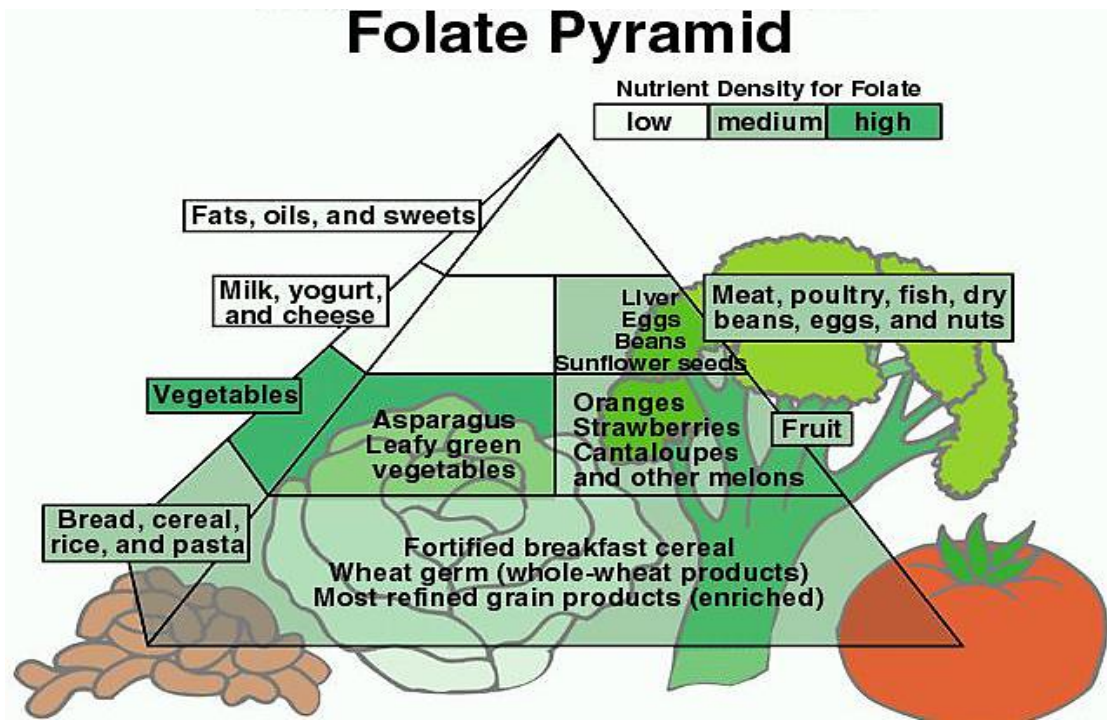 Folate Pyramid
Nutrient Density for Folate
low medium high
Fats, oils, and sweets
Milk, yogurt,
and cheese
Liver
Eggs
Beans
Sunflower seeds
Meat, poultry, fish, dry
beans, eggs, and nuts
Vegetables
Asparagus
Leafy green
vegetables
Oranges
Strawberries
Cantaloupes
and other melons
Fruit
Bread, cereal,
rice, and pasta
Fortified breakfast cereal
Wheat germ (whole-wheat products)
Most refined grain products (enriched)